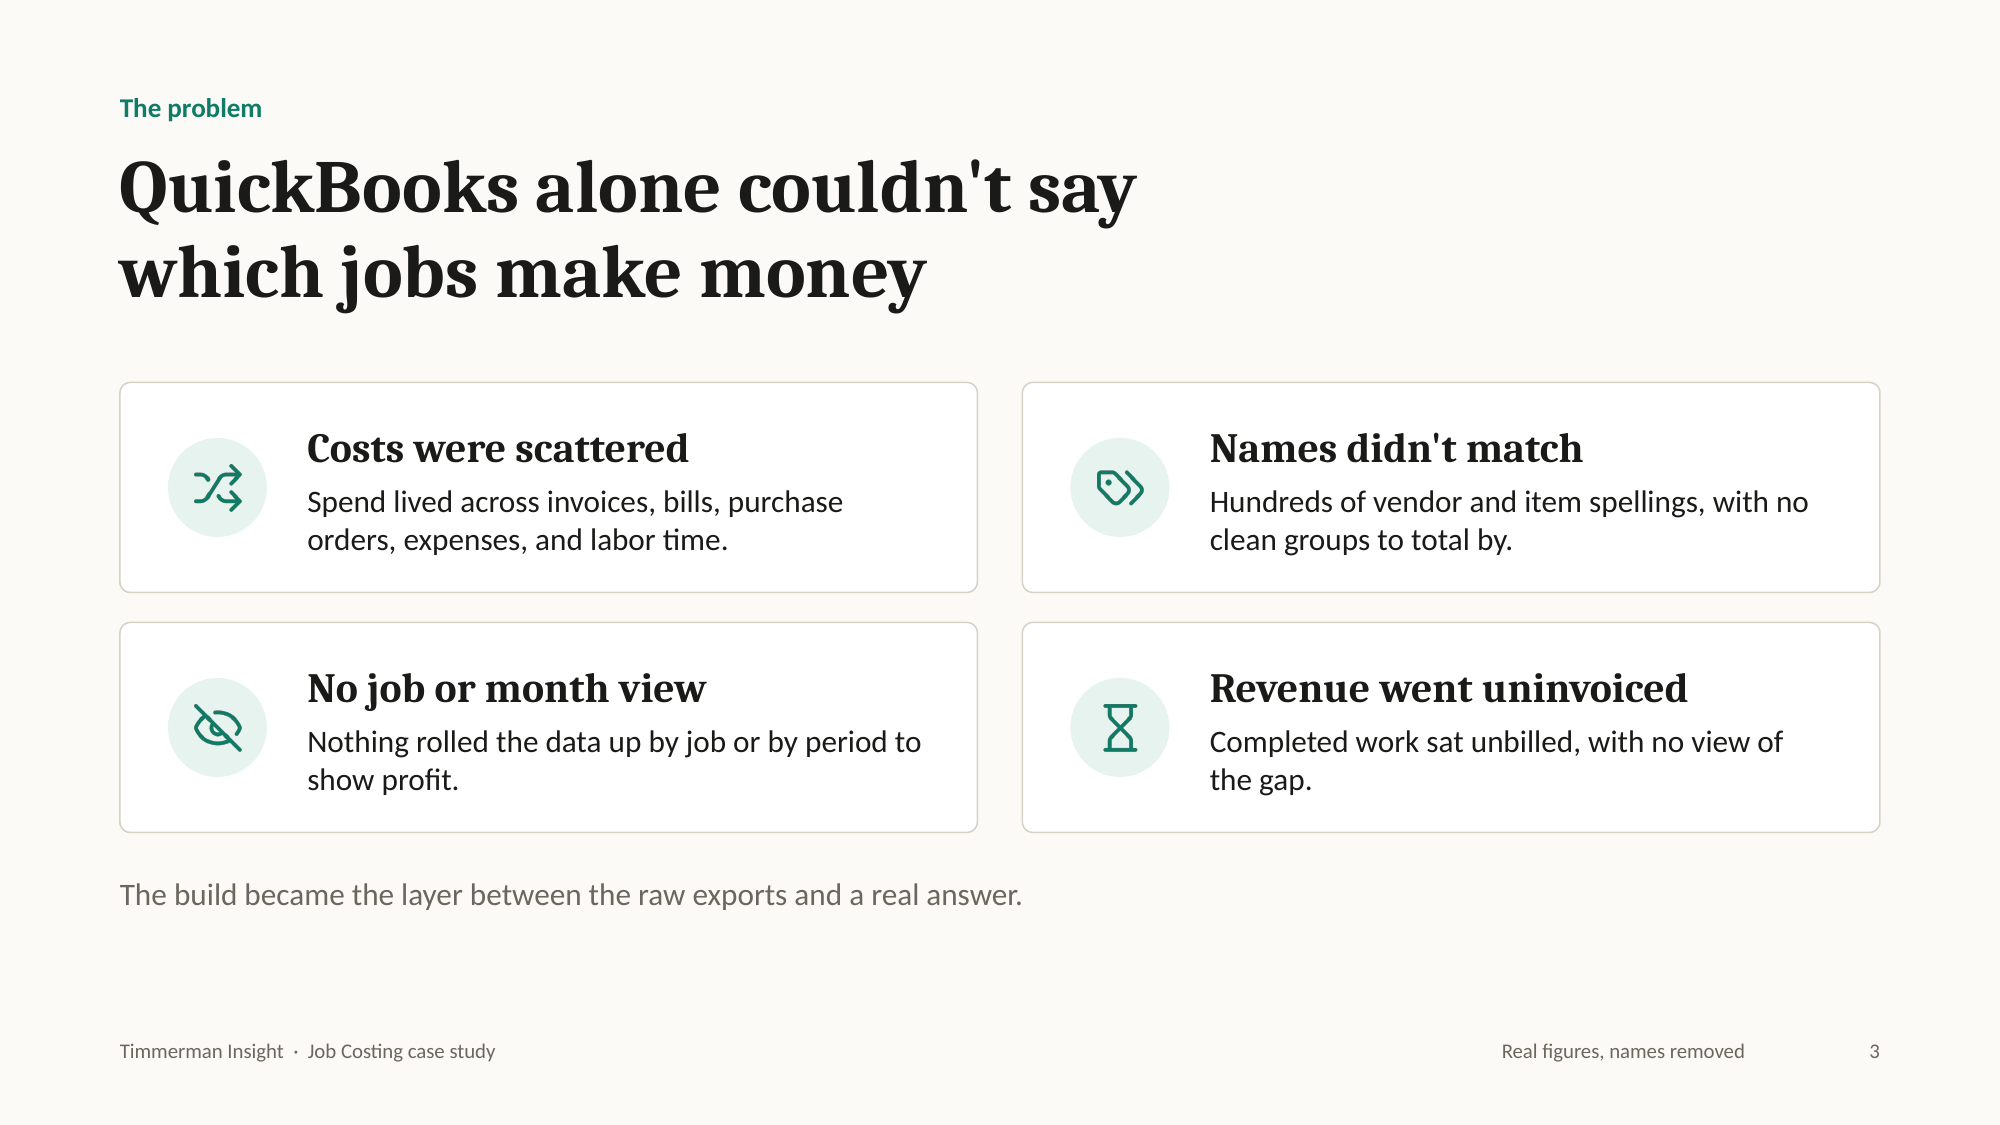 The problem
QuickBooks alone couldn't say
which jobs make money
Costs were scattered
Spend lived across invoices, bills, purchase
orders, expenses, and labor time.
Names didn't match
Hundreds of vendor and item spellings, with no
clean groups to total by.
No job or month view
Nothing rolled the data up by job or by period to
show profit.
Revenue went uninvoiced
Completed work sat unbilled, with no view of
the gap.
The build became the layer between the raw exports and a real answer.
Timmerman Insight · Job Costing case study
Real figures, names removed
3